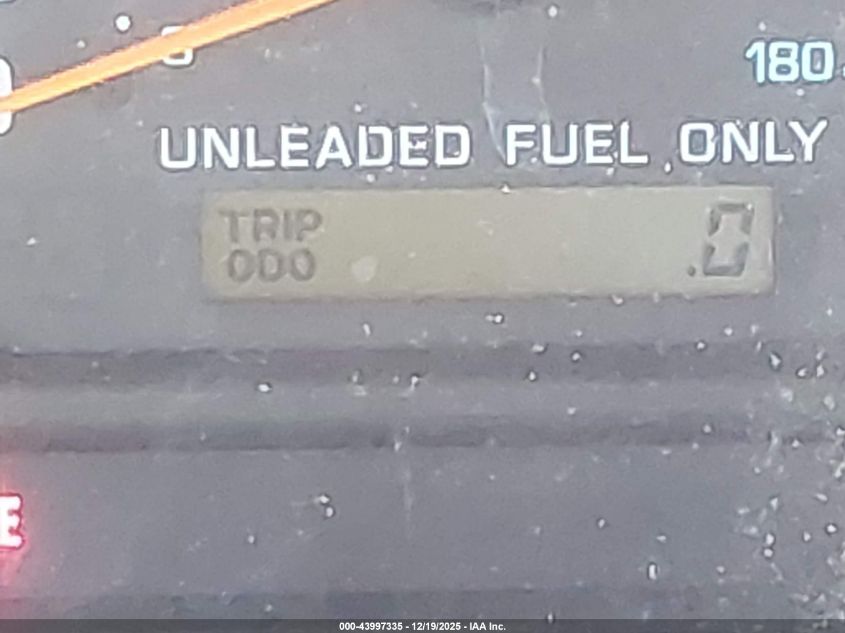 180
UNLEADED FUEL ONLY
TRIP
ODO .0
E
000-43997335 - 12/19/2025 - IAA Inc.